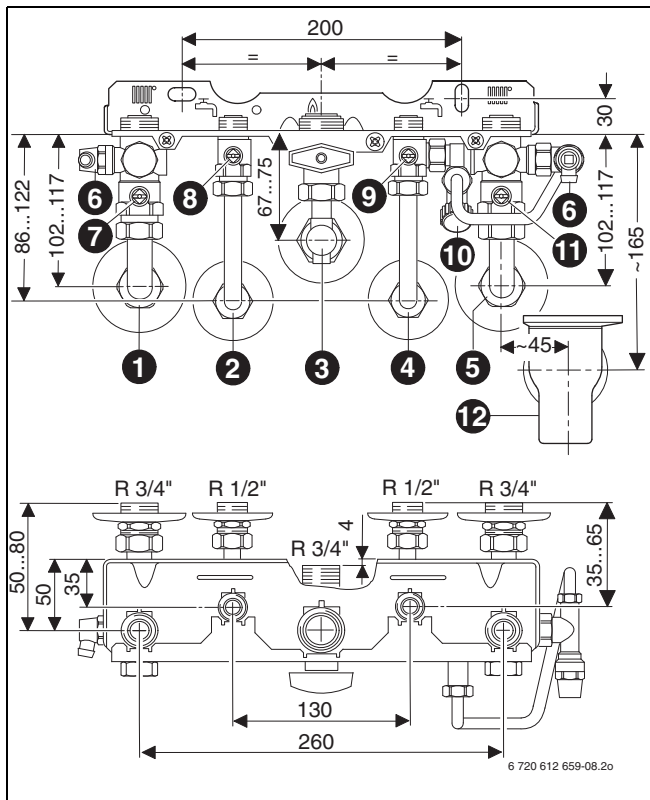 200
= =
30
86...122
102...117
67...75
102...117
~165
6 8 9 6
7 10 11
~45
1 2 3 4 5
12
R 3/4" R 1/2" R 1/2" R 3/4"
R 3/4"
4
50...80
50
35
35...65
130
260
6 720 612 659-08.2o